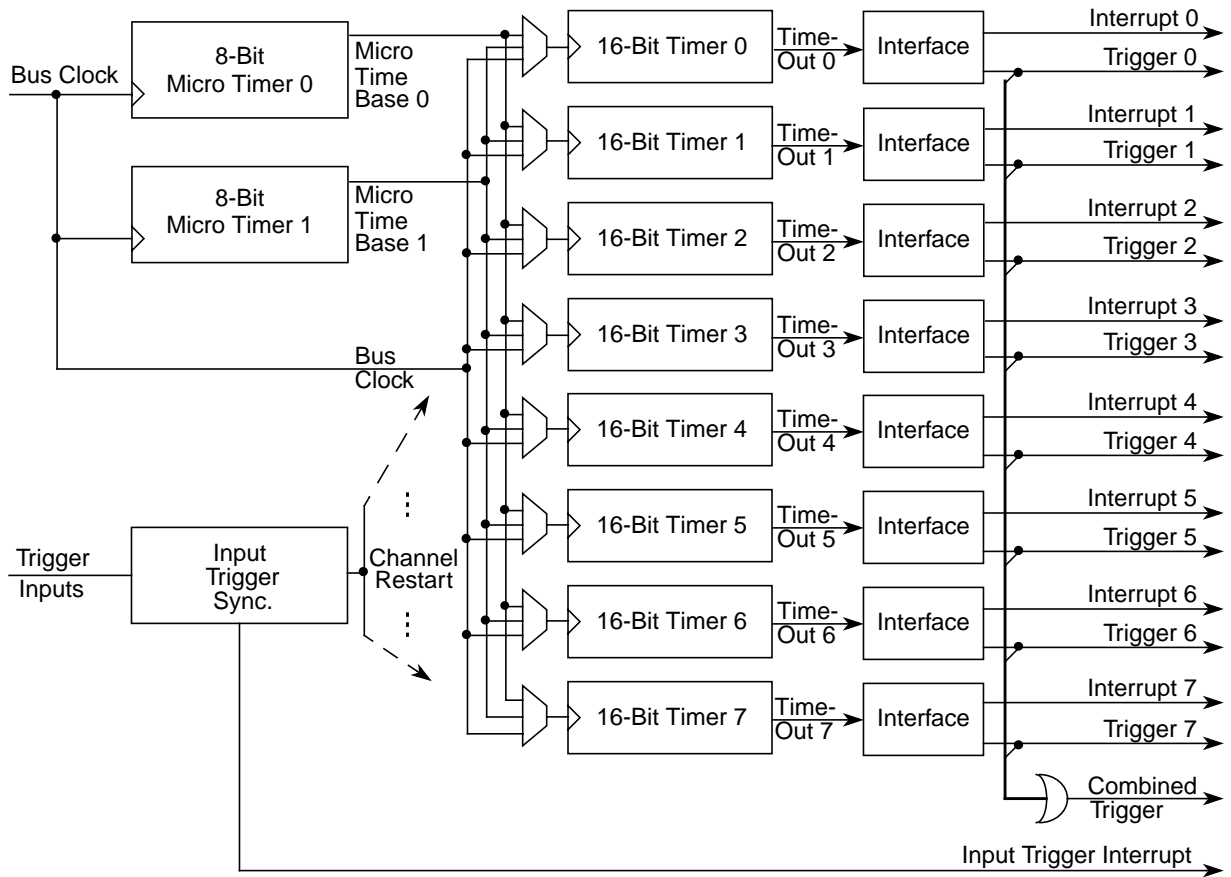 Bus Clock
8-Bit
Micro Timer 0
Micro
Time
Base 0
8-Bit
Micro Timer 1
Micro
Time
Base 1
Bus
Clock
Trigger
Inputs
Input
Trigger
Sync.
Channel
Restart
16-Bit Timer 0
Time-
Out 0
Interface
Interrupt 0
Trigger 0
16-Bit Timer 1
Time-
Out 1
Interface
Interrupt 1
Trigger 1
16-Bit Timer 2
Time-
Out 2
Interface
Interrupt 2
Trigger 2
16-Bit Timer 3
Time-
Out 3
Interface
Interrupt 3
Trigger 3
16-Bit Timer 4
Time-
Out 4
Interface
Interrupt 4
Trigger 4
16-Bit Timer 5
Time-
Out 5
Interface
Interrupt 5
Trigger 5
16-Bit Timer 6
Time-
Out 6
Interface
Interrupt 6
Trigger 6
16-Bit Timer 7
Time-
Out 7
Interface
Interrupt 7
Trigger 7
Combined
Trigger
Input Trigger Interrupt